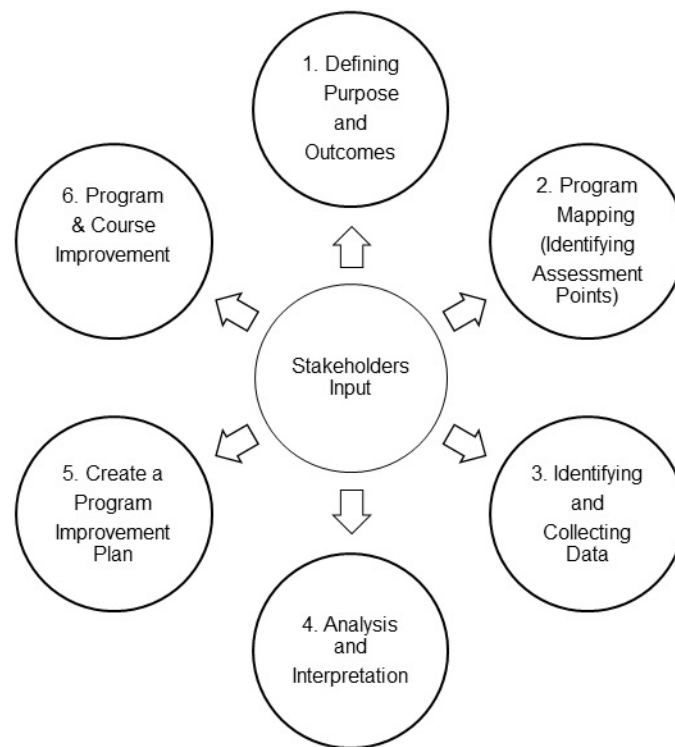 1. Defining
Purpose
and
Outcomes
2. Program
Mapping
(Identifying
Assessment
Points)
3. Identifying
and
Collecting
Data
4. Analysis
and
Interpretation
5. Create a
Program
Improvement
Plan
6. Program
& Course
Improvement
Stakeholders
Input